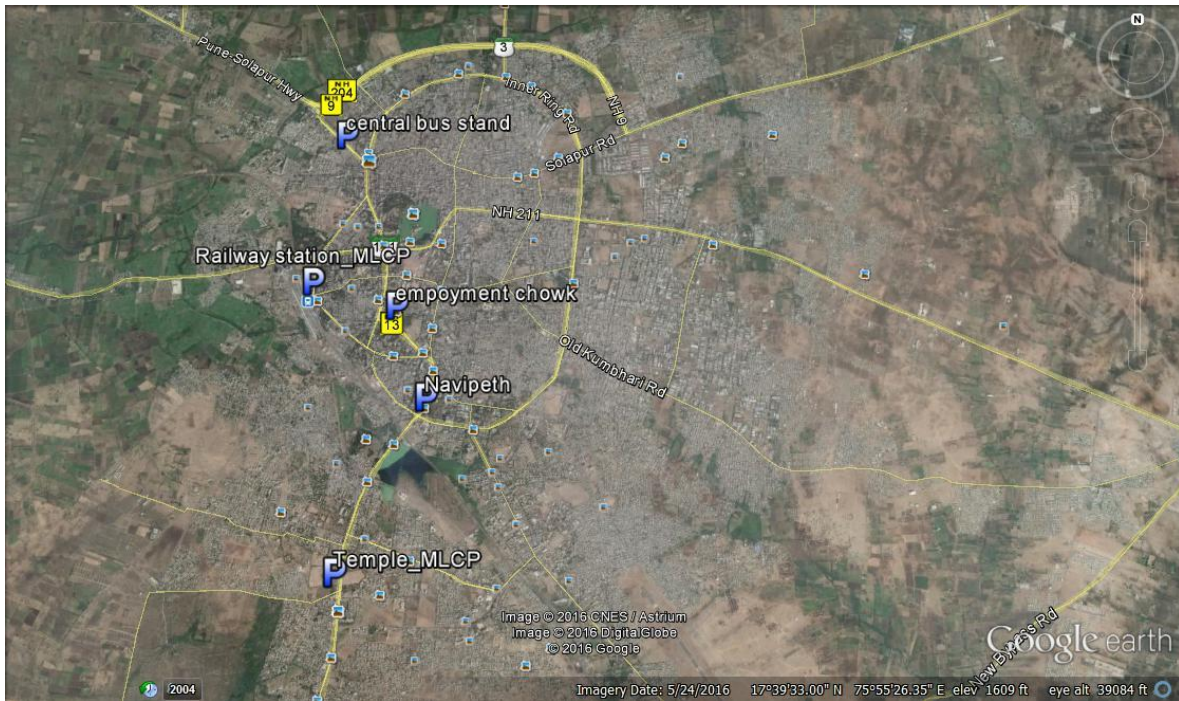 N
3
Pune-Solapur Hwy
NH
204
NH
9
central bus stand
Inner Ring Rd
NH 9
Solapur Rd
NH 211
Railway station_MLCP
empoyment chowk
13
Old Kumbhari Rd
Navipeth
Temple_MLCP
Image © 2016 CNES / Astrium
Image © 2016 DigitalGlobe
© 2016 Google
Google earth
New Bypass Rd
2004
Imagery Date: 5/24/2016 17°39'33.00" N 75°55'26.35" E elev 1609 ft eye alt 39084 ft